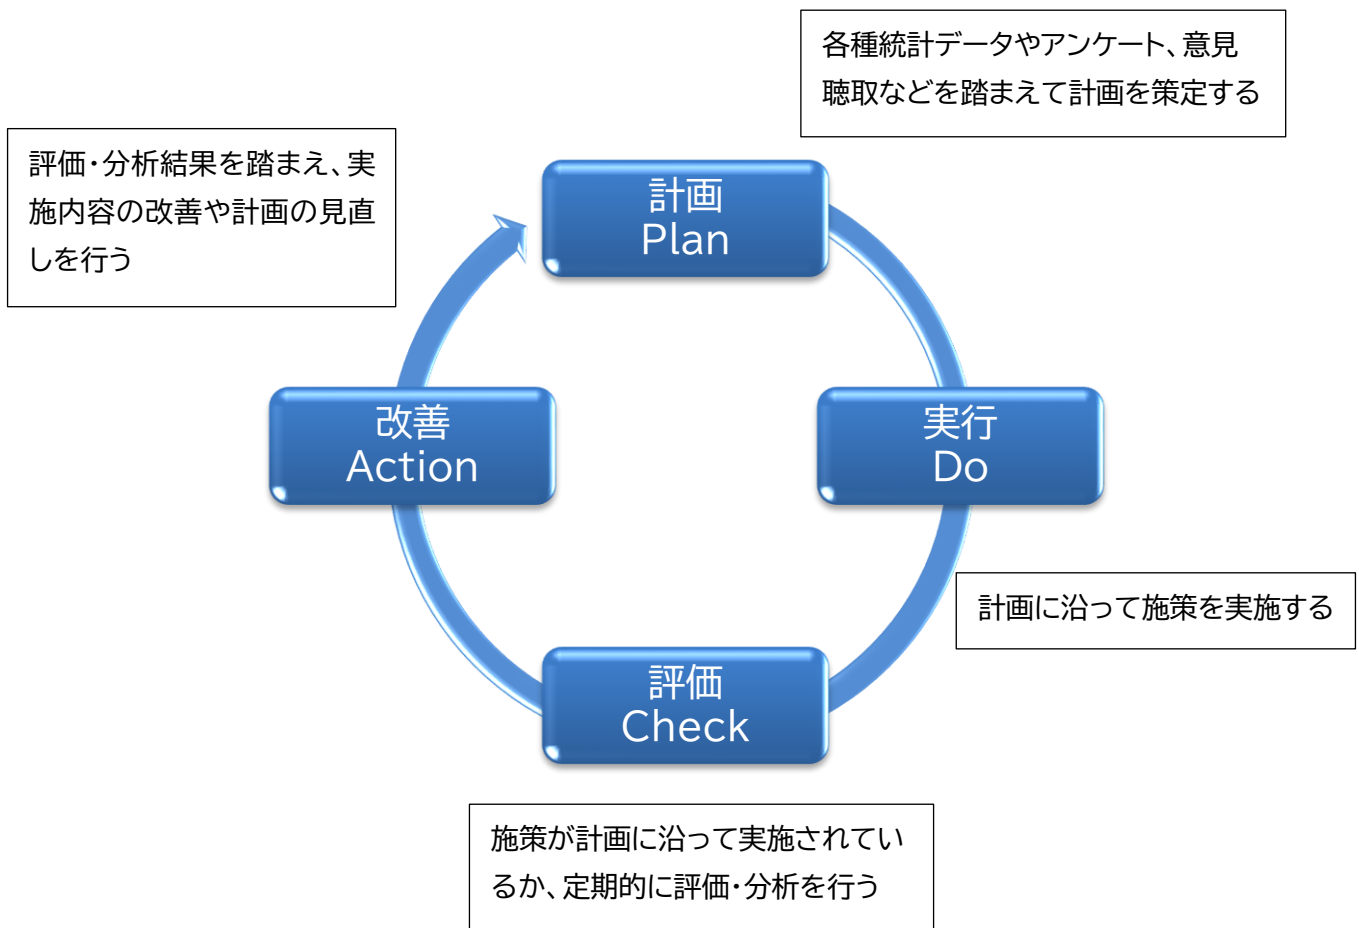 各種統計データやアンケート、意見
聴取などを踏まえて計画を策定する
評価・分析結果を踏まえ、実
施内容の改善や計画の見直
しを行う
計画
Plan
改善
Action
実行
Do
計画に沿って施策を実施する
評価
Check
施策が計画に沿って実施されてい
るか、定期的に評価・分析を行う